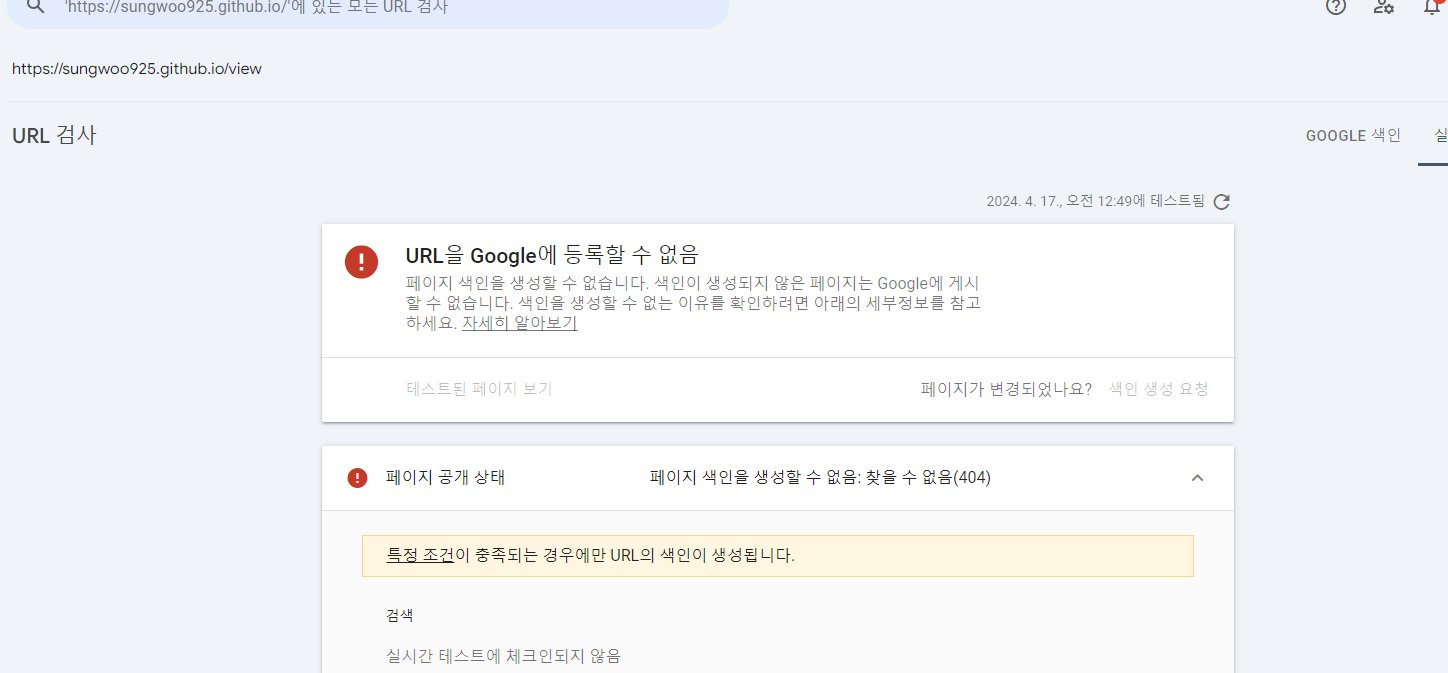 'https://sungwoo925.github.io/'에 있는 모든 URL 검사
https://sungwoo925.github.io/view
URL 검사
GOOGLE 색인
실
2024. 4. 17., 오전 12:49에 테스트됨
URL을 Google에 등록할 수 없음
페이지 색인을 생성할 수 없습니다. 색인이 생성되지 않은 페이지는 Google에 게시
할 수 없습니다. 색인을 생성할 수 없는 이유를 확인하려면 아래의 세부정보를 참고
하세요. 자세히 알아보기
테스트된 페이지 보기
페이지가 변경되었나요? 색인 생성 요청
페이지 공개 상태
페이지 색인을 생성할 수 없음: 찾을 수 없음(404)
특정 조건이 충족되는 경우에만 URL의 색인이 생성됩니다.
검색
실시간 테스트에 체크인되지 않음